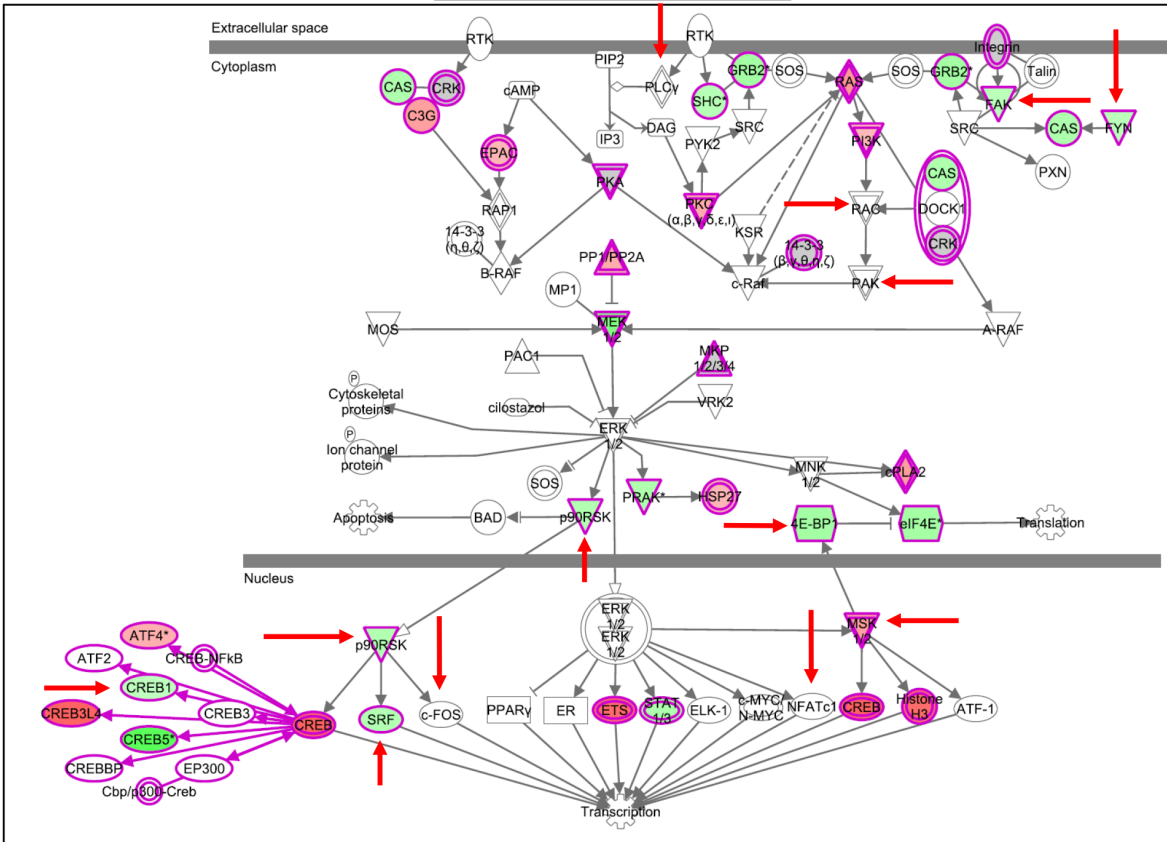 Extracellular space
Cytoplasm
RTK
RTK
Integrin
PIP2
CAS
CRK
C3G
cAMP
PLCγ
GRB2*
SOS
RAS
SOS
GRB2*
Talin
SHC*
FAK
EPAC
IP3
DAG
SRC
PYK2
PI3K
SRC
CAS
FYN
PXN
PKA
RAP1
PKC
(α,β,γ,δ,ε,ι)
RAC
CAS
DOCK1
CRK
14-3-3
(η,θ,ζ)
B-RAF
KSR
14-3-3
(β,γ,θ,η,ζ)
PP1/PP2A
c-Raf
PAK
MP1
MOS
MEK
1/2
A-RAF
PAC1
MKP
1/2/3/4
P
Cytoskeletal
proteins
cilostazol
VRK2
ERK
1/2
P
Ion channel
protein
SOS
MNK
1/2
cPLA2
PRAK*
HSP27
Apoptosis
BAD
p90RSK
4E-BP1
eIF4E*
Translation
Nucleus
ERK
1/2
ERK
1/2
p90RSK
MSK
1/2
ATF4*
ATF2
CREB-NFkB
CREB1
CREB3L4
CREB3
CREB
CREB5*
CREBBP
EP300
Cbp/p300-Creb
SRF
c-FOS
PPARγ
ER
ETS
STAT
1/3
ELK-1
c-MYC
N-MYC
NFATc1
CREB
Histone
H3
ATF-1
Transcription